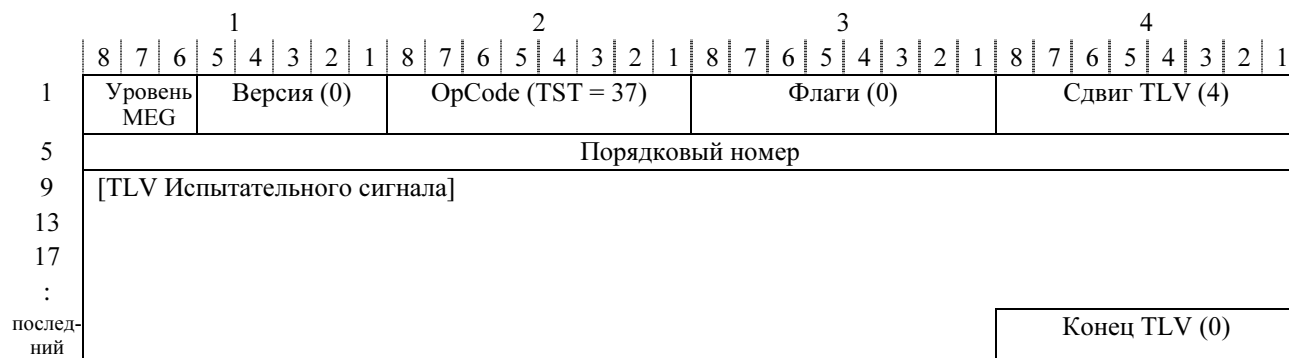 1 2 3 4
8 7 6 5 4 3 2 1 8 7 6 5 4 3 2 1 8 7 6 5 4 3 2 1 8 7 6 5 4 3 2 1
1 Уровень MEG Версия (0) OpCode (TST = 37) Флаги (0) Сдвиг TLV (4)
5 Порядковый номер
9 [TLV Испытательного сигнала]
13
17
:
послед-
ний Конец TLV (0)